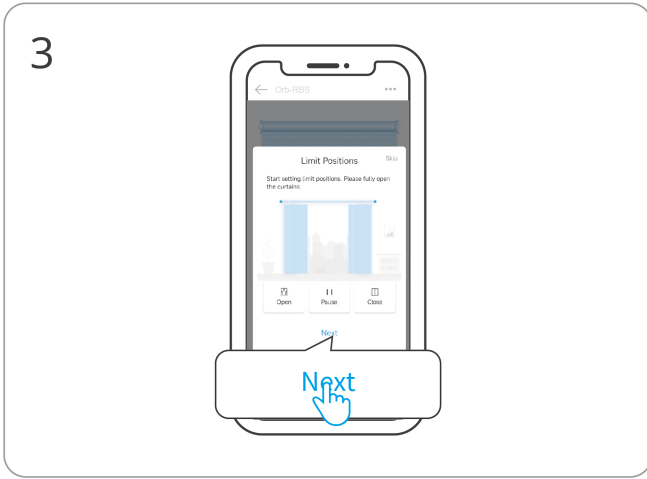 3
Orb-RBS
Limit Positions
Skip
Start setting limit positions. Please fully open
the curtains.
Open
Pause
Close
Next
Next